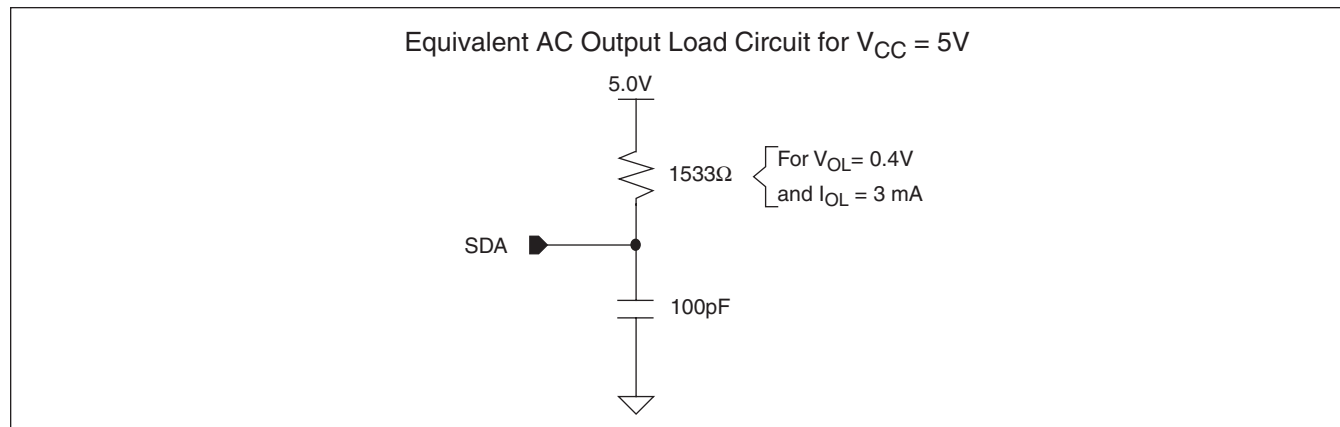 Equivalent AC Output Load Circuit for VCC = 5V
5.0V
1533Ω
For VOL= 0.4V
and IOL = 3 mA
SDA
100pF